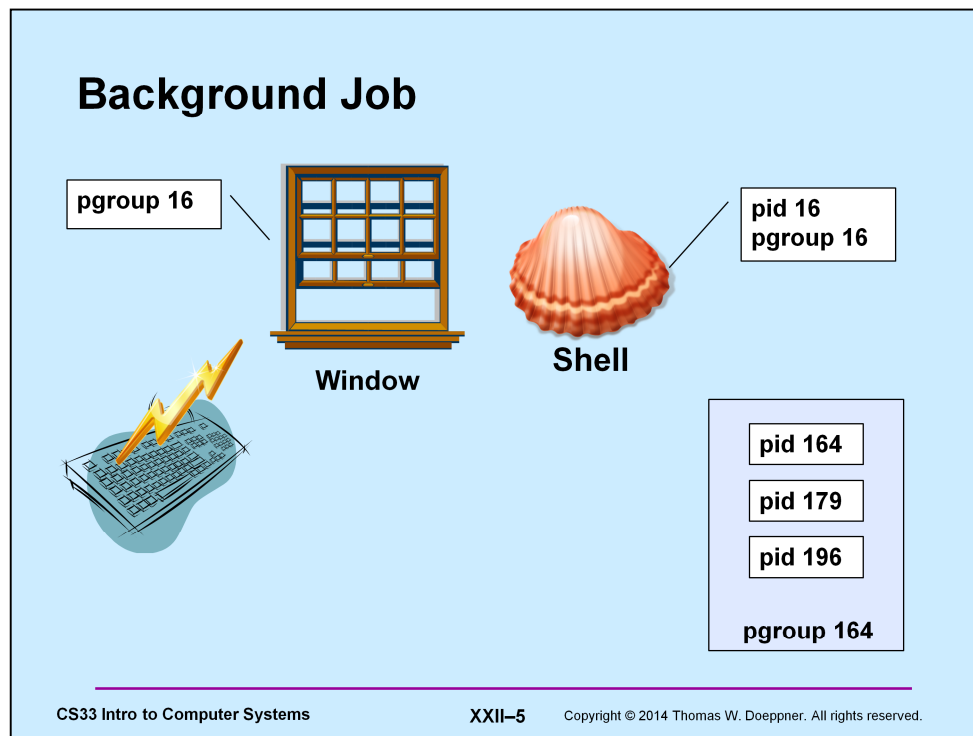 Background Job
pgroup 16
pid 16
pgroup 16
Window
Shell
pid 164
pid 179
pid 196
pgroup 164
CS33 Intro to Computer Systems
XXII–5
Copyright © 2014 Thomas W. Doeppner. All rights reserved.